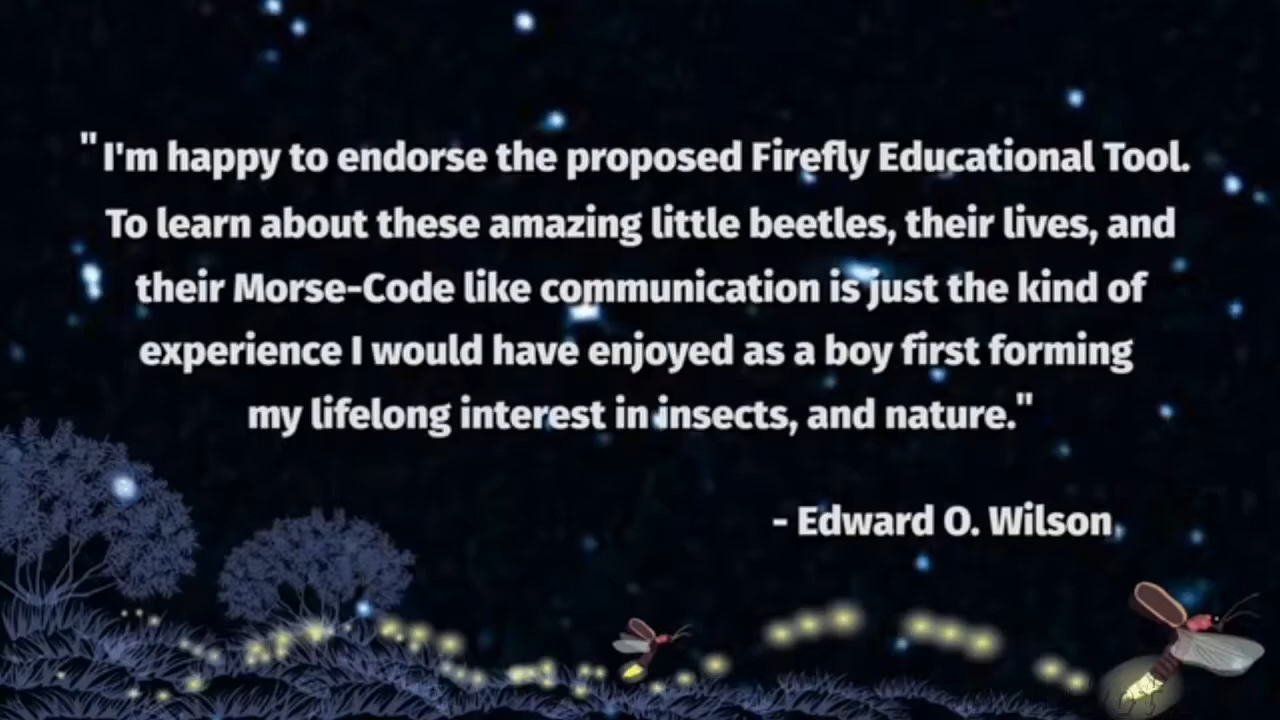 "I'm happy to endorse the proposed Firefly Educational Tool.
To learn about these amazing little beetles, their lives, and
their Morse-Code like communication is just the kind of
experience I would have enjoyed as a boy first forming
my lifelong interest in insects, and nature."
- Edward O. Wilson